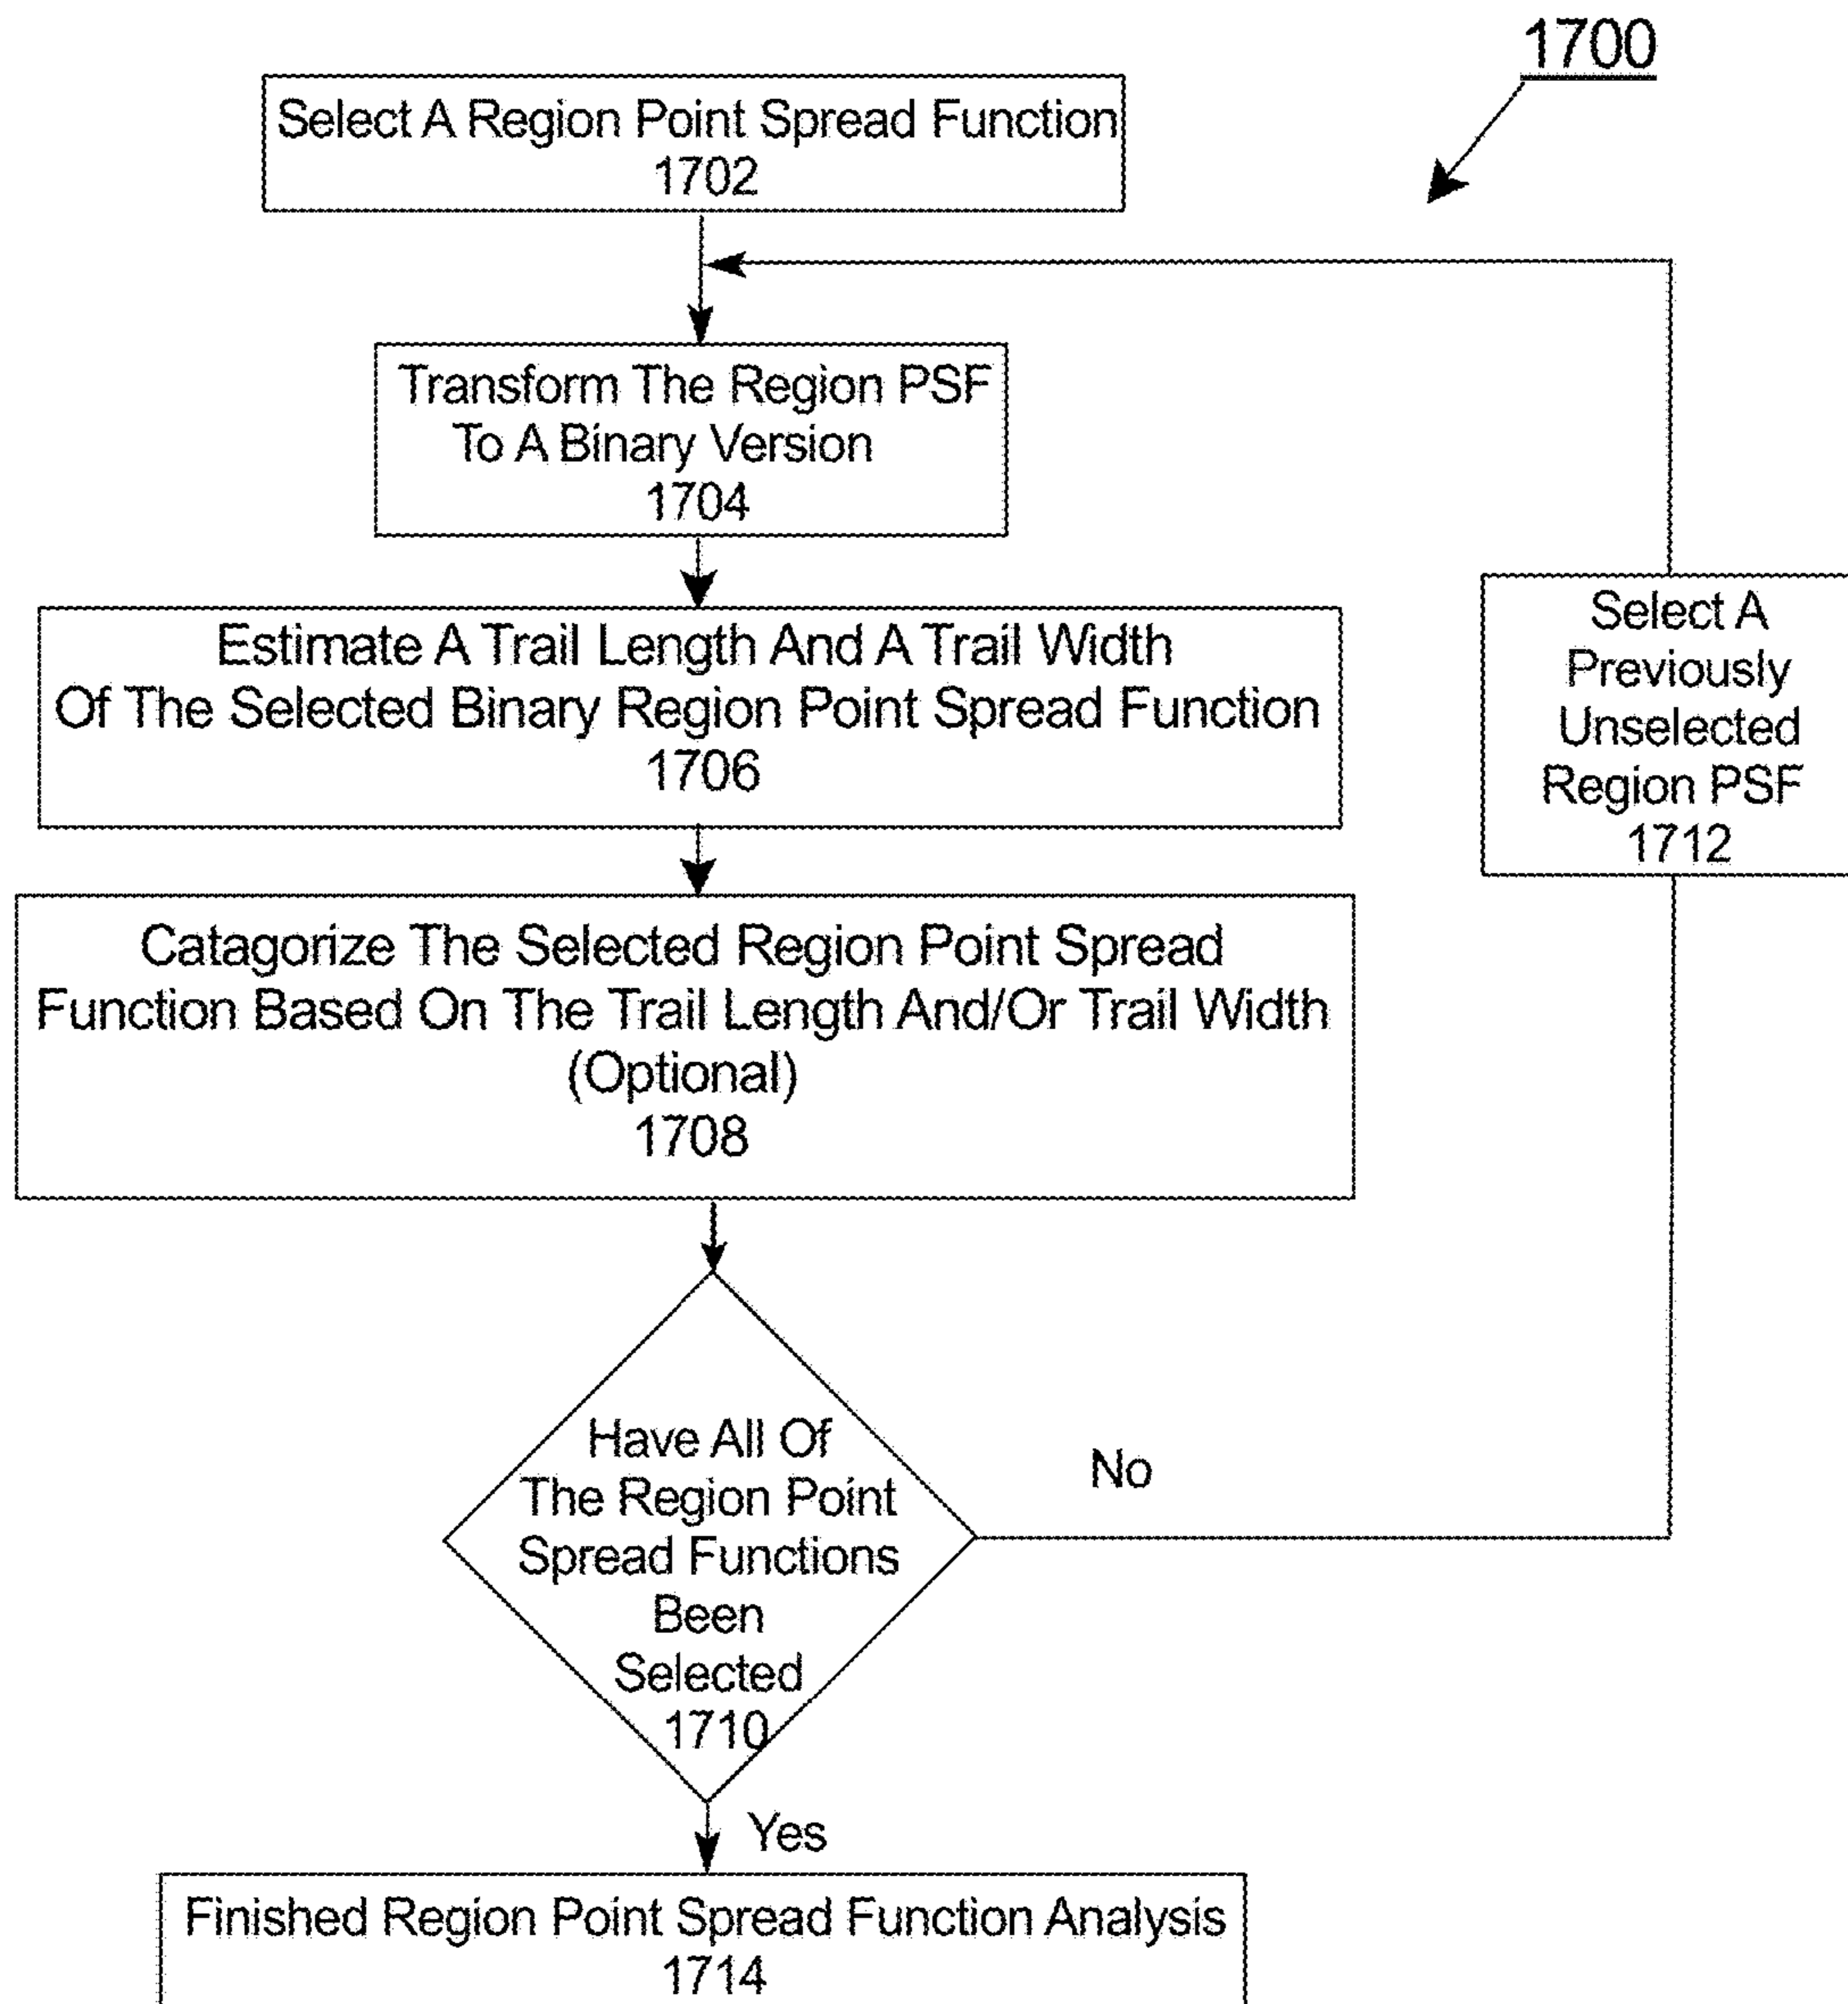 1700
Select A Region Point Spread Function
1702
Transform The Region PSF
To A Binary Version
1704
Estimate A Trail Length And A Trail Width
Of The Selected Binary Region Point Spread Function
1706
Select A
Previously
Unselected
Region PSF
1712
Catagorize The Selected Region Point Spread
Function Based On The Trail Length And/Or Trail Width
(Optional)
1708
Have All Of
The Region Point
Spread Functions
Been
Selected
1710
No
Yes
Finished Region Point Spread Function Analysis
1714